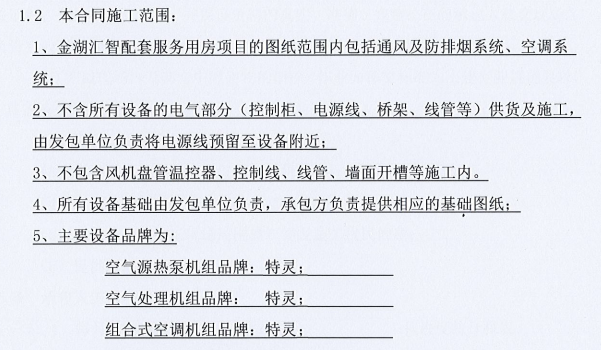 1.2 本合同施工范围：
1、金湖汇智配套服务用房项目的图纸范围内包括通风及防排烟系统、空调系
统；
2、不含所有设备的电气部分（控制柜、电源线、桥架、线管等）供货及施工，
由发包单位负责将电源线预留至设备附近；
3、不包含风机盘管温控器、控制线、线管、墙面开槽等施工内。
4、所有设备基础由发包单位负责，承包方负责提供相应的基础图纸；
5、主要设备品牌为：
空气源热泵机组品牌：特灵；
空气处理机组品牌： 特灵；
组合式空调机组品牌：特灵；